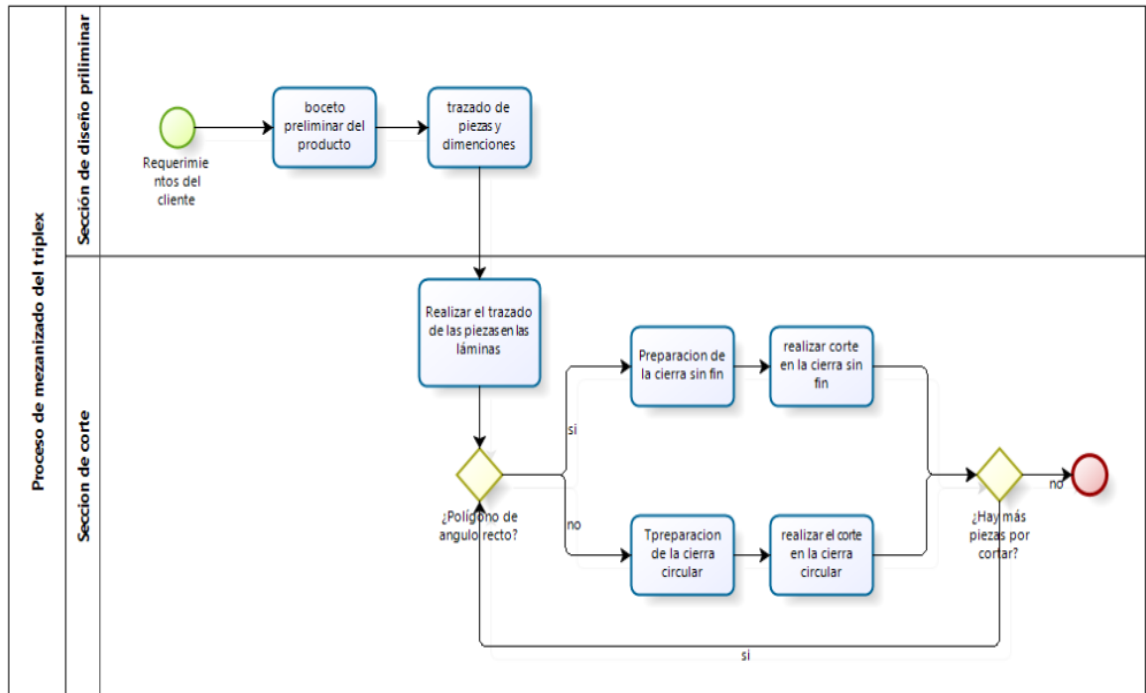 Proceso de mezanizado del triplex
Sección de diseño priliminar
Requerimie
ntos del
cliente
boceto
preliminar del
producto
trazado de
piezas y
dimenciones
Seccion de corte
Realizar el trazado
de las piezas en las
láminas
¿Polígono de
angulo recto?
si
Preparacion de
la cierra sin fin
realizar corte
en la cierra sin
fin
no
Tpreparacion
de la cierra
circular
realizar el corte
en la cierra
circular
¿Hay más
piezas por
cortar?
no
si